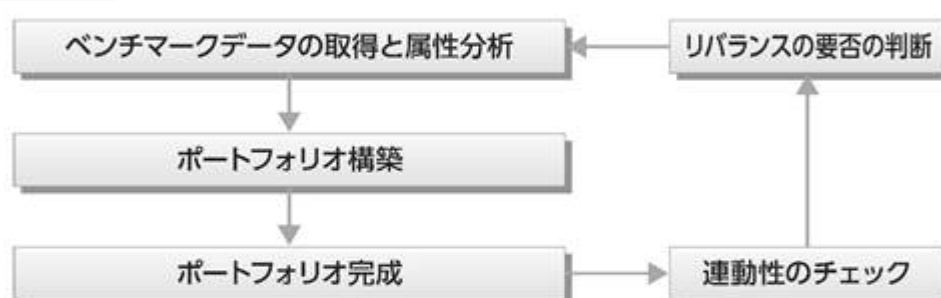 ベンチマークデータの取得と属性分析
リバランスの要否の判断
ポートフォリオ構築
ポートフォリオ完成
連動性のチェック